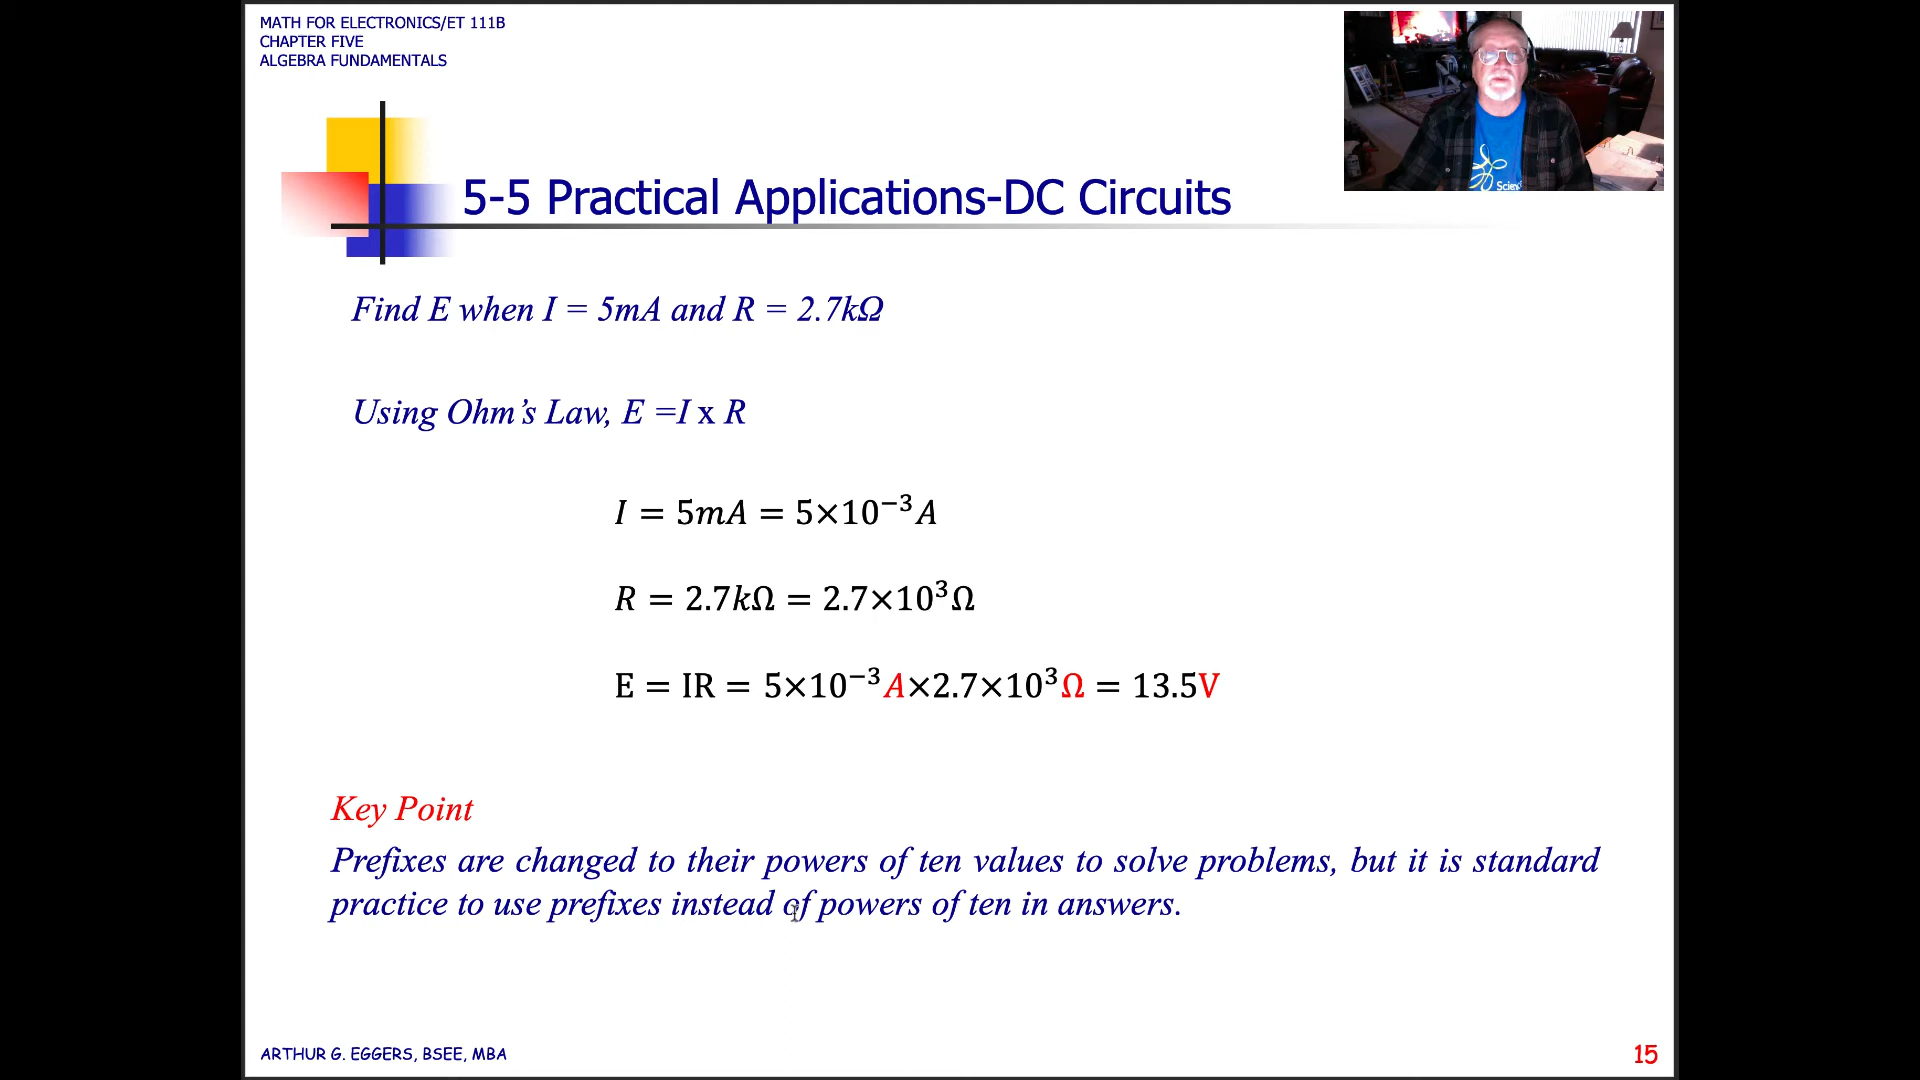 MATH FOR ELECTRONICS/ET 111B
CHAPTER FIVE
ALGEBRA FUNDAMENTALS
5-5 Practical Applications-DC Circuits
Find E when I = 5mA and R = 2.7kΩ
Using Ohm's Law, E =I x R
I = 5mA = 5×10⁻³A
R = 2.7kΩ = 2.7×10³Ω
E = IR = 5×10⁻³A×2.7×10³Ω = 13.5V
Key Point
Prefixes are changed to their powers of ten values to solve problems, but it is standard
practice to use prefixes instead of powers of ten in answers.
ARTHUR G. EGGERS, BSEE, MBA
15